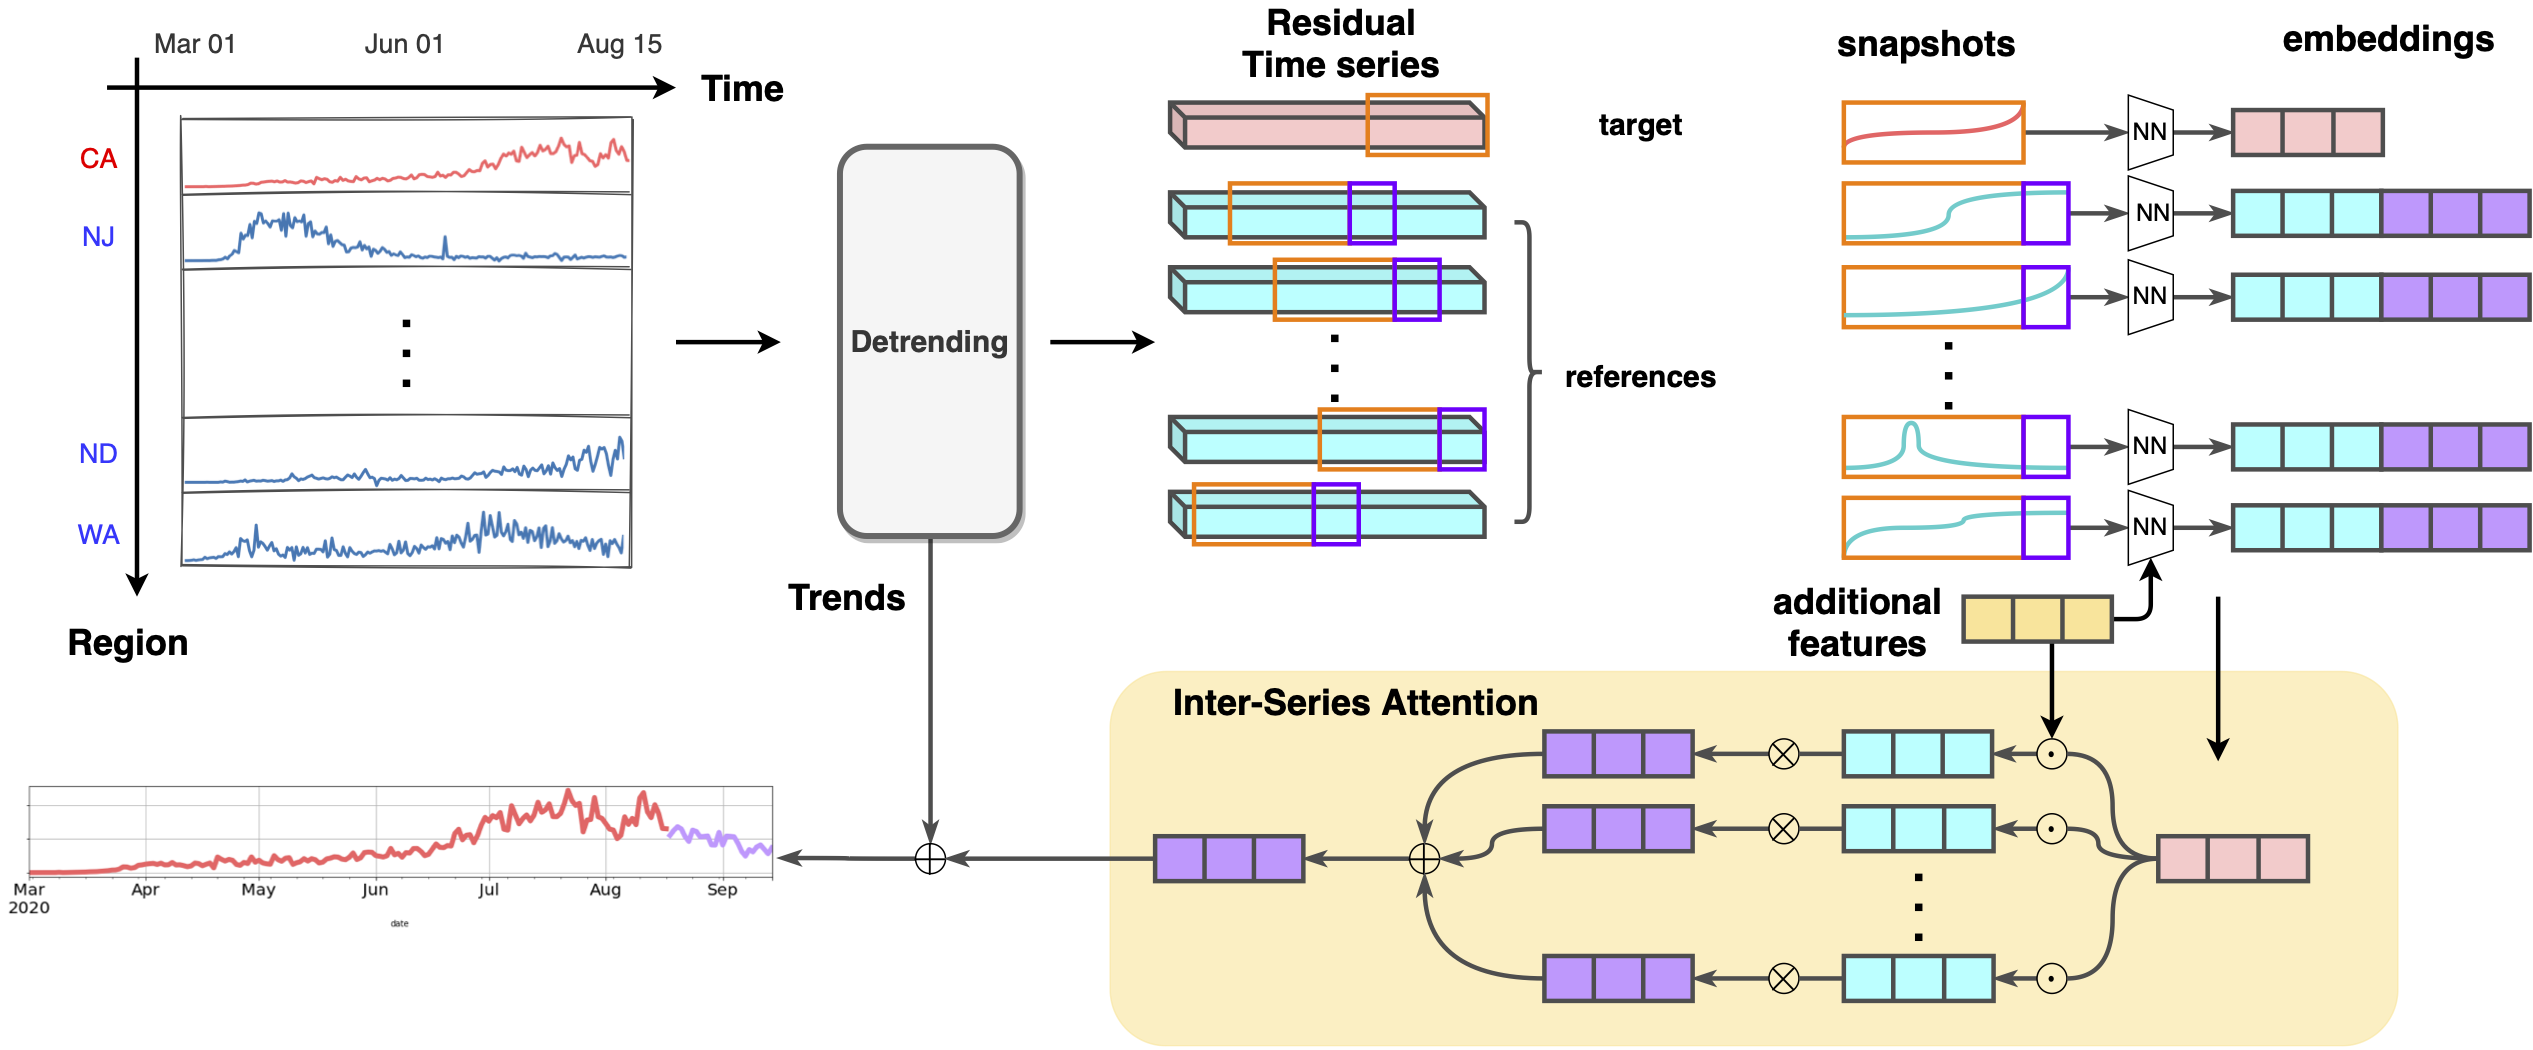 Mar 01
Jun 01
Aug 15
Time
CA
NJ
ND
WA
Region
Detrending
Trends
Residual
Time series
target
references
snapshots
embeddings
NN
NN
NN
NN
NN
additional
features
Inter-Series Attention
Mar
2020
Apr
May
Jun
Jul
Aug
Sep
date